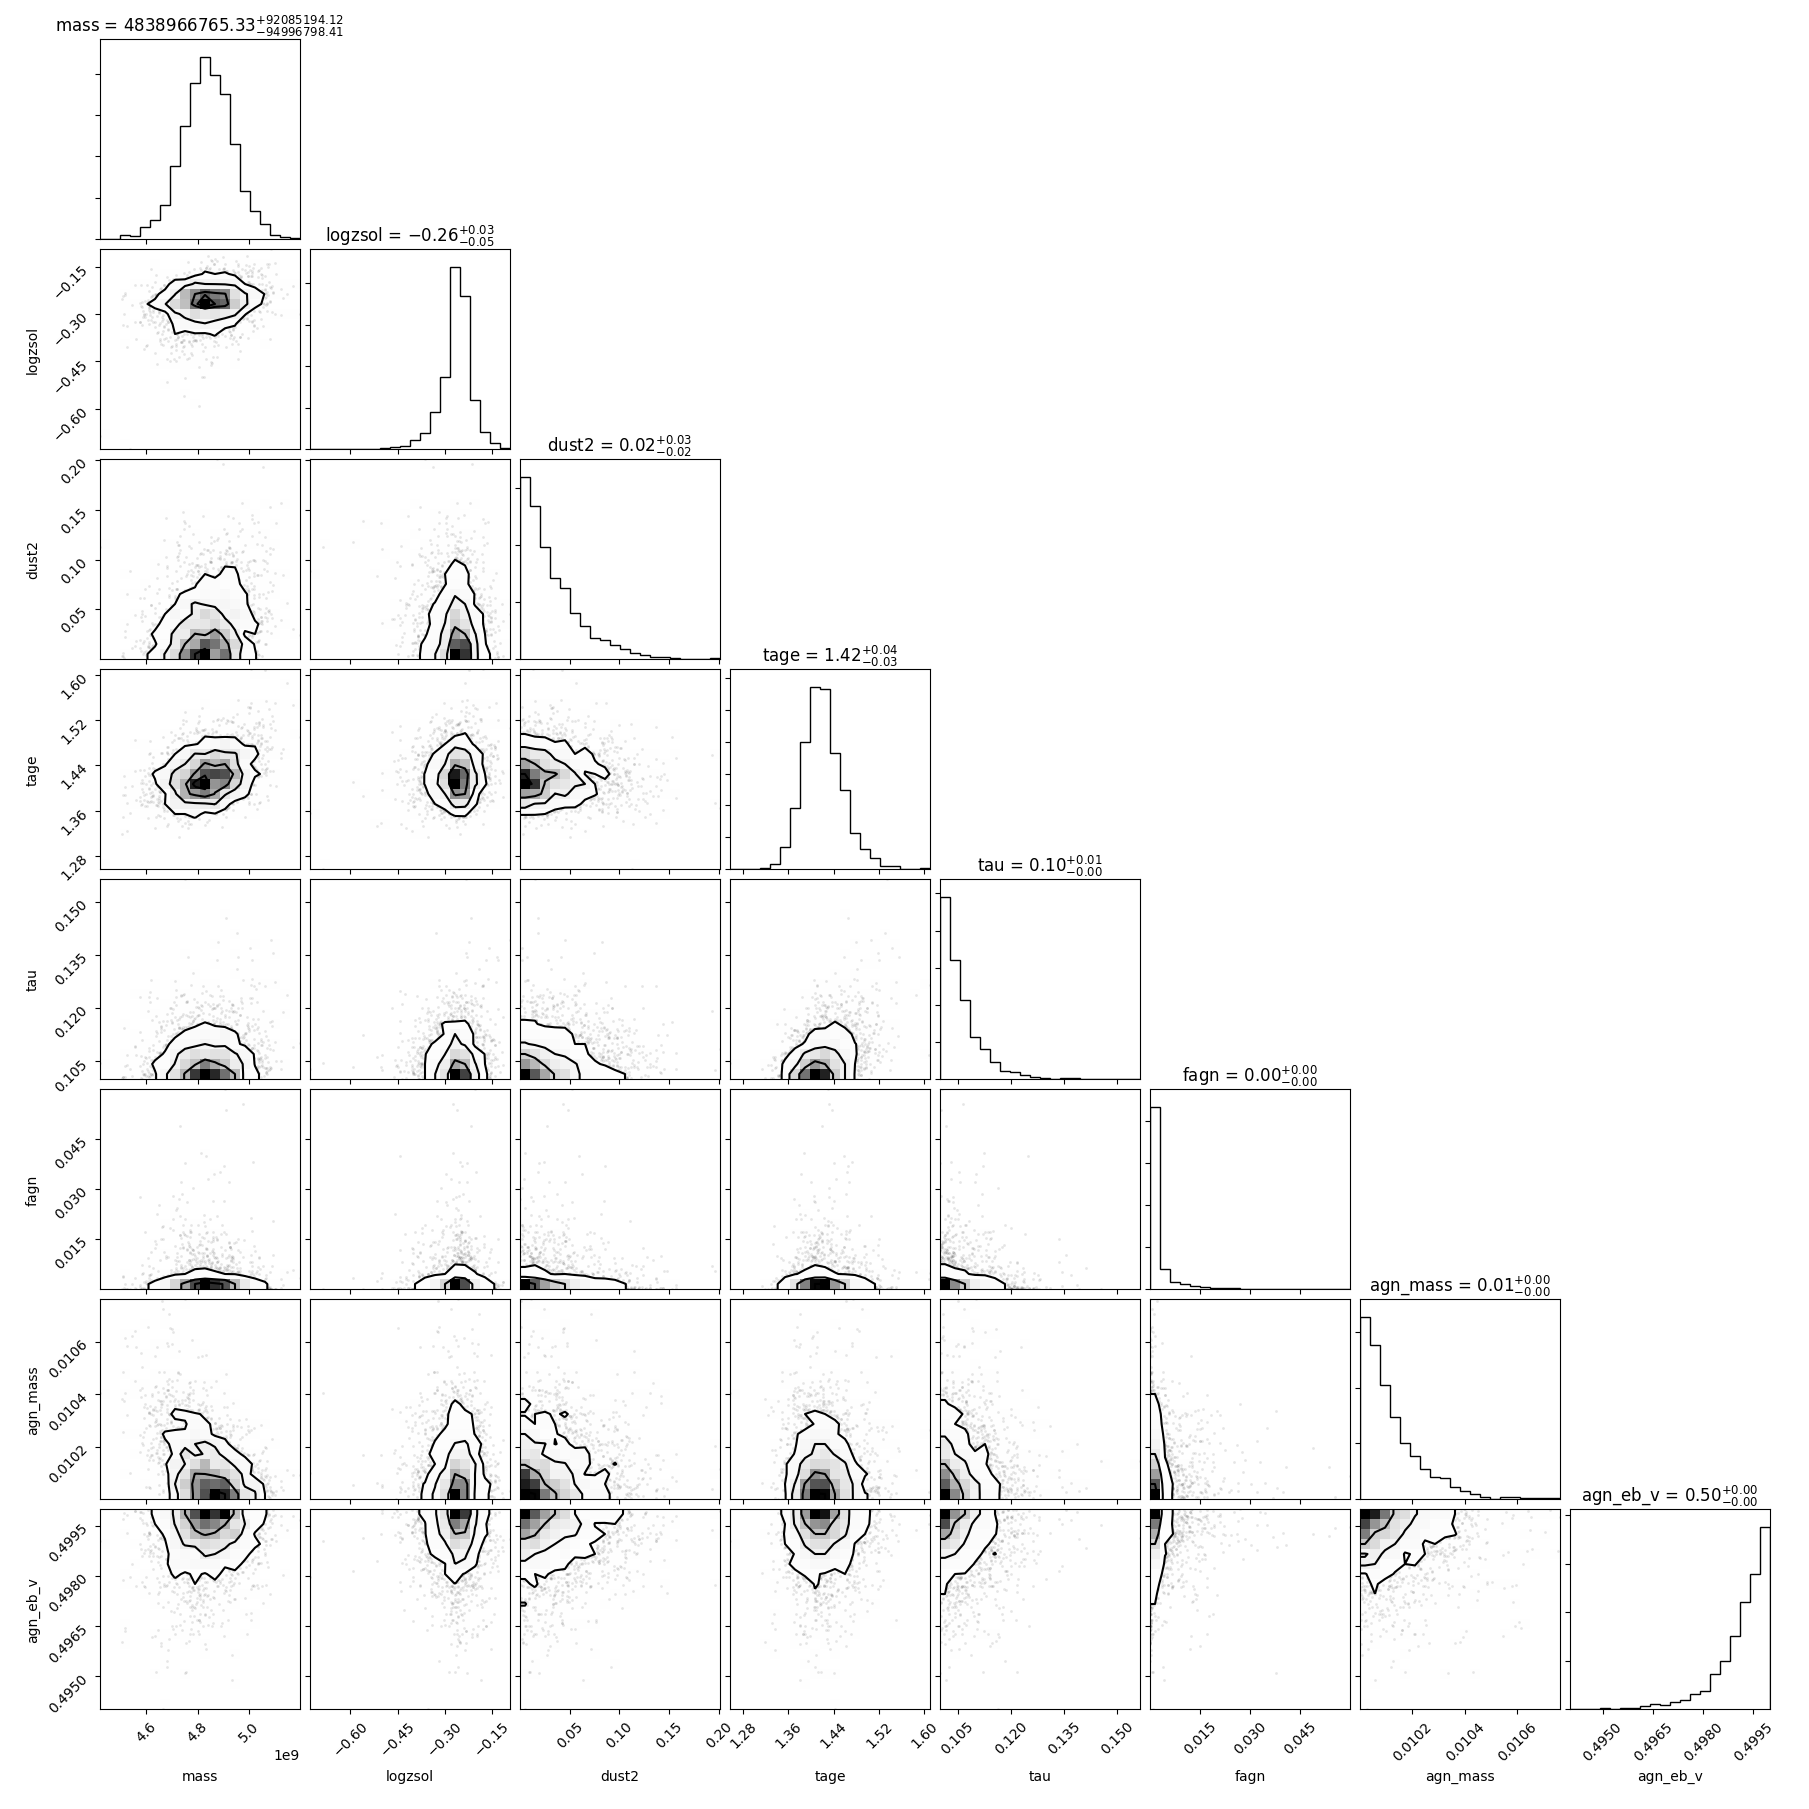 mass = 4838966765.33 +92085194.12 −94996798.41
logzsol = −0.26 +0.03 −0.05
−0.15
−0.30
−0.45
−0.60
logzsol
dust2 = 0.02 +0.03 −0.02
0.20
0.15
0.10
0.05
dust2
tage = 1.42 +0.04 −0.03
1.60
1.52
1.44
1.36
1.28
tage
tau = 0.10 +0.01 −0.00
0.150
0.135
0.120
0.105
tau
fagn = 0.00 +0.00 −0.00
0.045
0.030
0.015
fagn
agn_mass = 0.01 +0.00 −0.00
0.0106
0.0104
0.0102
agn_mass
agn_eb_v = 0.50 +0.00 −0.00
0.4995
0.4980
0.4965
0.4950
agn_eb_v
4.6 4.8 5.0
1e9
mass
−0.60 −0.45 −0.30 −0.15
logzsol
0.05 0.10 0.15 0.20
dust2
1.28 1.36 1.44 1.52 1.60
tage
0.105 0.120 0.135 0.150
tau
0.015 0.030 0.045
fagn
0.0102 0.0104 0.0106
agn_mass
0.4950 0.4965 0.4980 0.4995
agn_eb_v